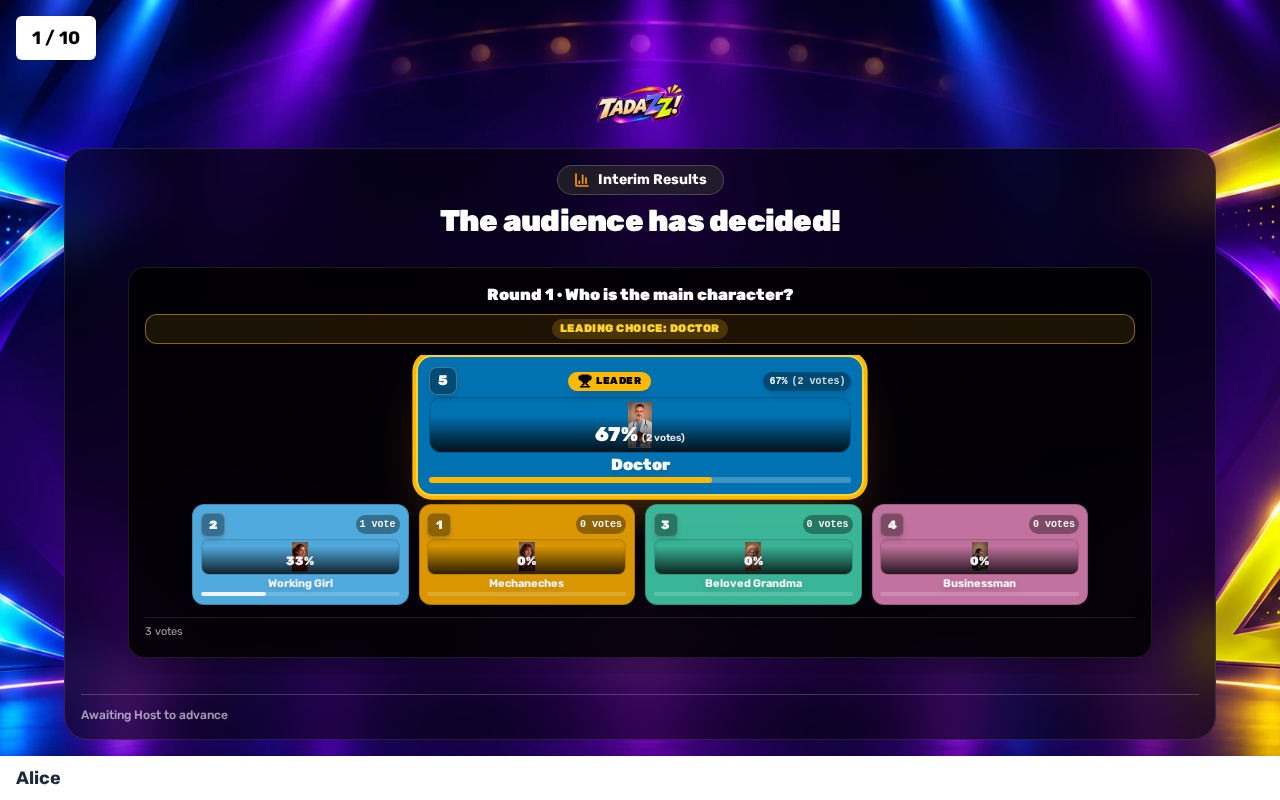 1 / 10
TADAZZ!
Interim Results
The audience has decided!
Round 1 • Who is the main character?
LEADING CHOICE: DOCTOR
5 LEADER 67% (2 votes)
67% (2 votes)
Doctor
2 1 vote
33%
Working Girl
1 0 votes
0%
Mechaneches
3 0 votes
0%
Beloved Grandma
4 0 votes
0%
Businessman
3 votes
Awaiting Host to advance
Alice